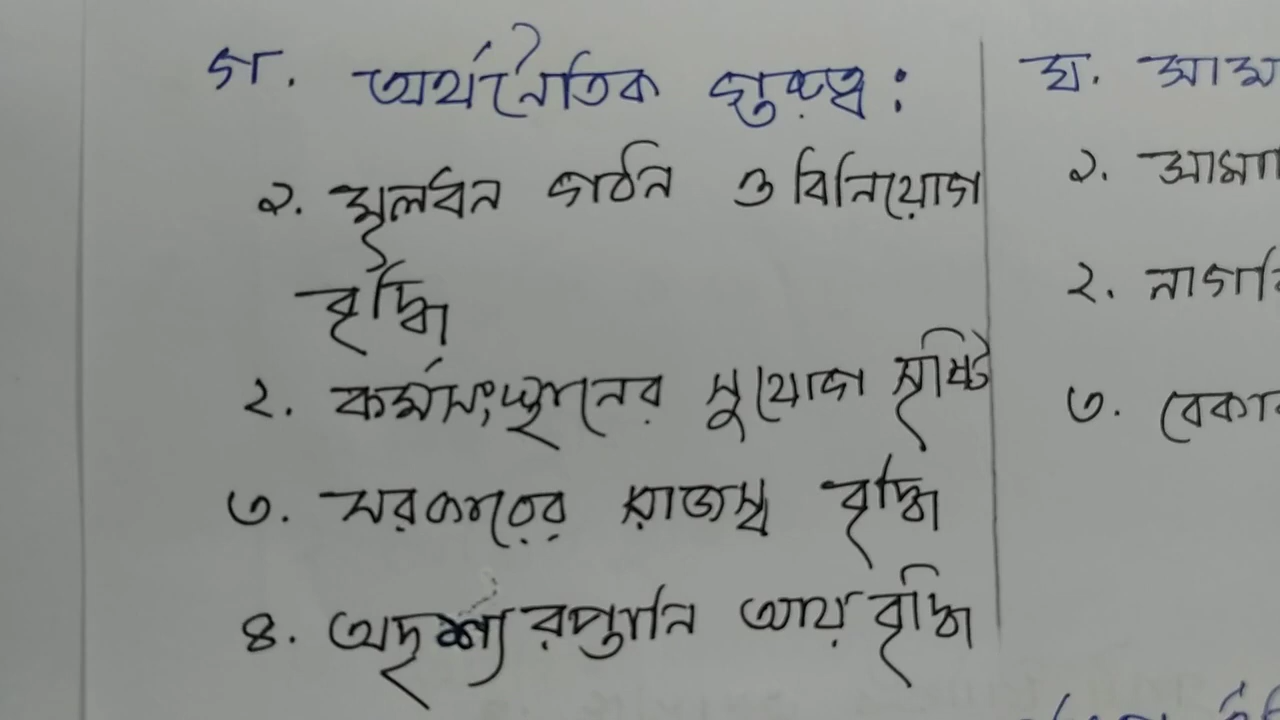 গ. অর্থনৈতিক গুরুত্ব :
১. মূলধন গঠন ও বিনিয়োগ
বৃদ্ধি
২. কর্মসংস্থানের সুযোগ সৃষ্টি
৩. সরকারের রাজস্ব বৃদ্ধি
৪. অদৃশ্য রপ্তানি আয় বৃদ্ধি
ঘ.
১.
২.
৩.